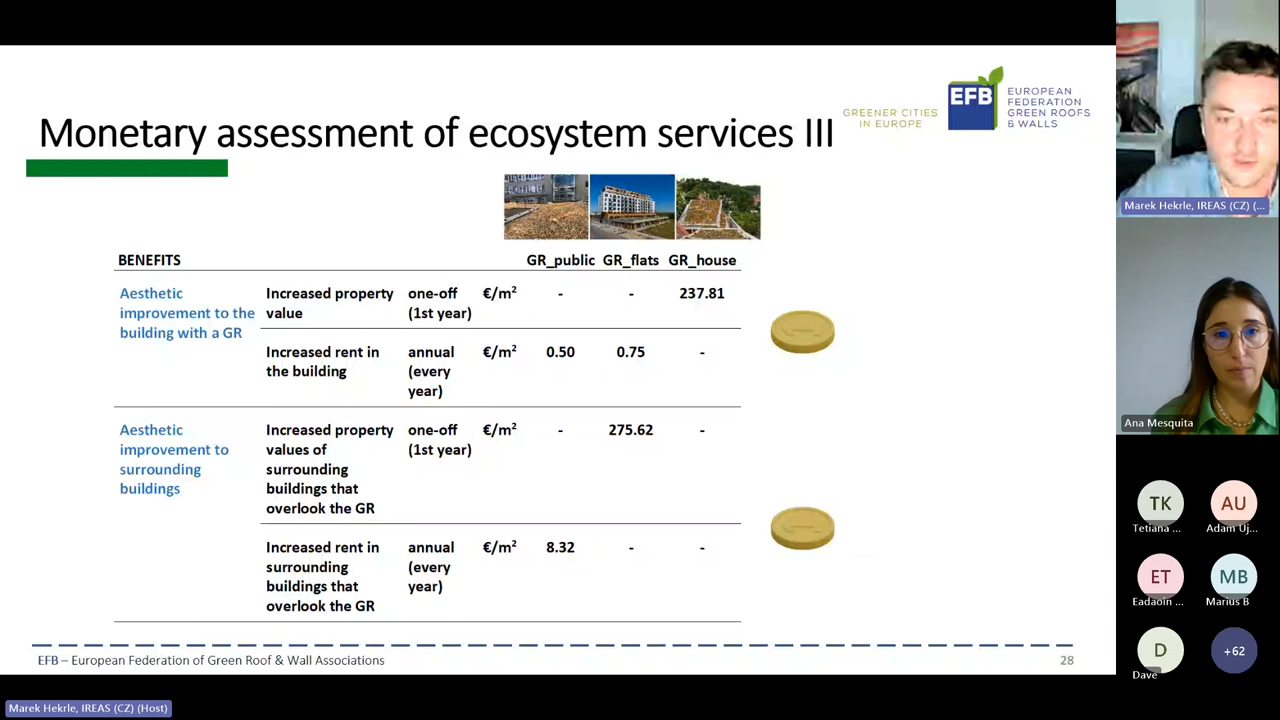 Monetary assessment of ecosystem services III
GREENER CITIES
IN EUROPE
EFB
EUROPEAN
FEDERATION
GREEN ROOFS
& WALLS
BENEFITS GR_public GR_flats GR_house
Aesthetic
improvement to the
building with a GR
Increased property
value
one-off
(1st year)
€/m²
- - 237.81
Increased rent in
the building
annual
(every
year)
€/m²
0.50 0.75 -
Aesthetic
improvement to
surrounding
buildings
Increased property
values of
surrounding
buildings that
overlook the GR
one-off
(1st year)
€/m²
- 275.62 -
Increased rent in
surrounding
buildings that
overlook the GR
annual
(every
year)
€/m²
8.32 - -
EFB – European Federation of Green Roof & Wall Associations
28
Marek Hekrle, IREAS (CZ) (Host)
Marek Hekrle, IREAS (CZ) (...
Ana Mesquita
TK
Tetiana ...
AU
Adam Uj...
ET
Eadaoin ...
MB
Marius B
D
Dave
+62